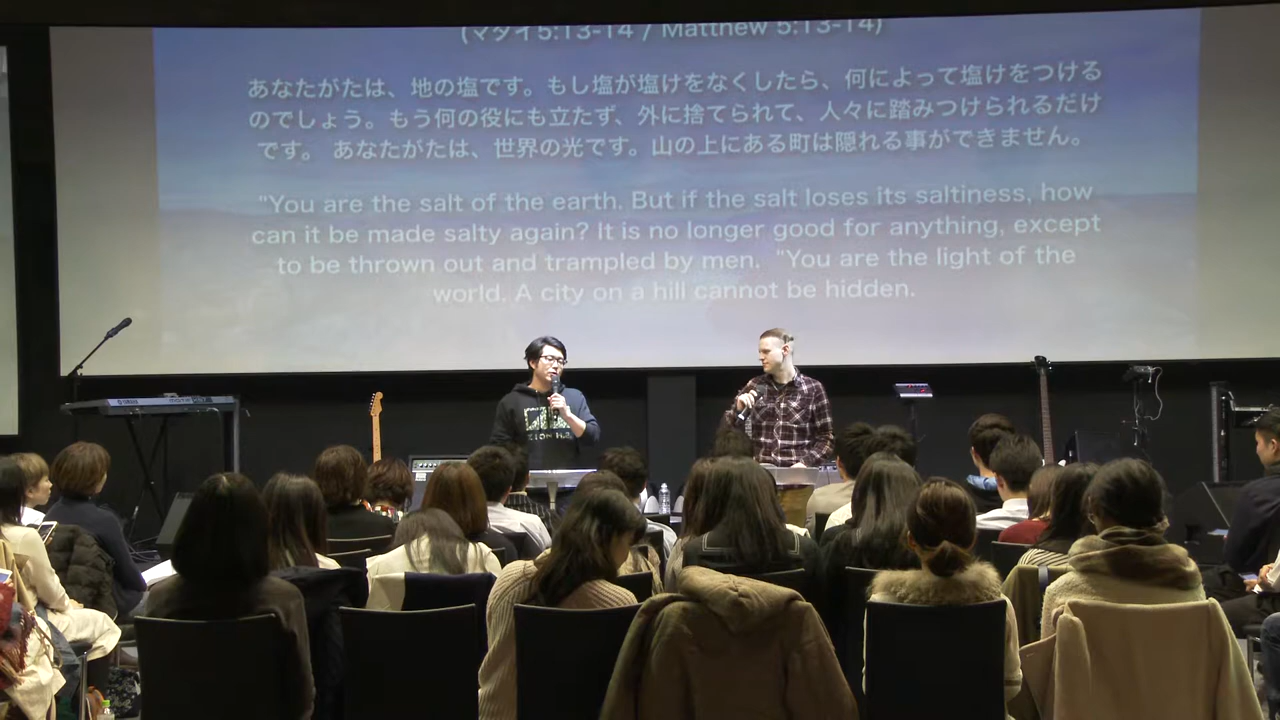 (マタイ5:13-14 / Matthew 5:13-14)
あなたがたは、地の塩です。もし塩が塩けをなくしたら、何によって塩けをつける
のでしょう。もう何の役にも立たず、外に捨てられて、人々に踏みつけられるだけ
です。 あなたがたは、世界の光です。山の上にある町は隠れる事ができません。
"You are the salt of the earth. But if the salt loses its saltiness, how
can it be made salty again? It is no longer good for anything, except
to be thrown out and trampled by men. "You are the light of the
world. A city on a hill cannot be hidden.
YAMAHA